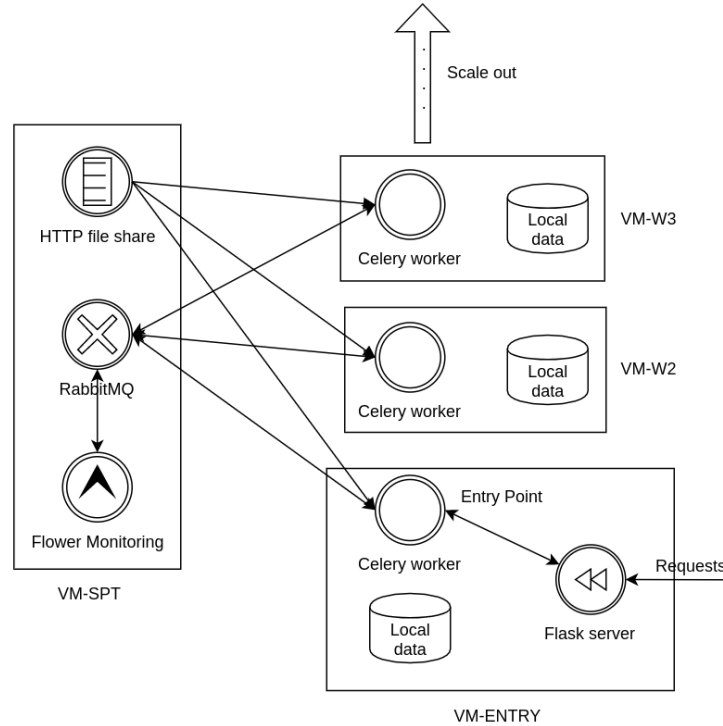 Scale out
HTTP file share
RabbitMQ
Flower Monitoring
VM-SPT
Celery worker
Local
data
VM-W3
Celery worker
Local
data
VM-W2
Celery worker
Entry Point
Local
data
Flask server
Requests
VM-ENTRY